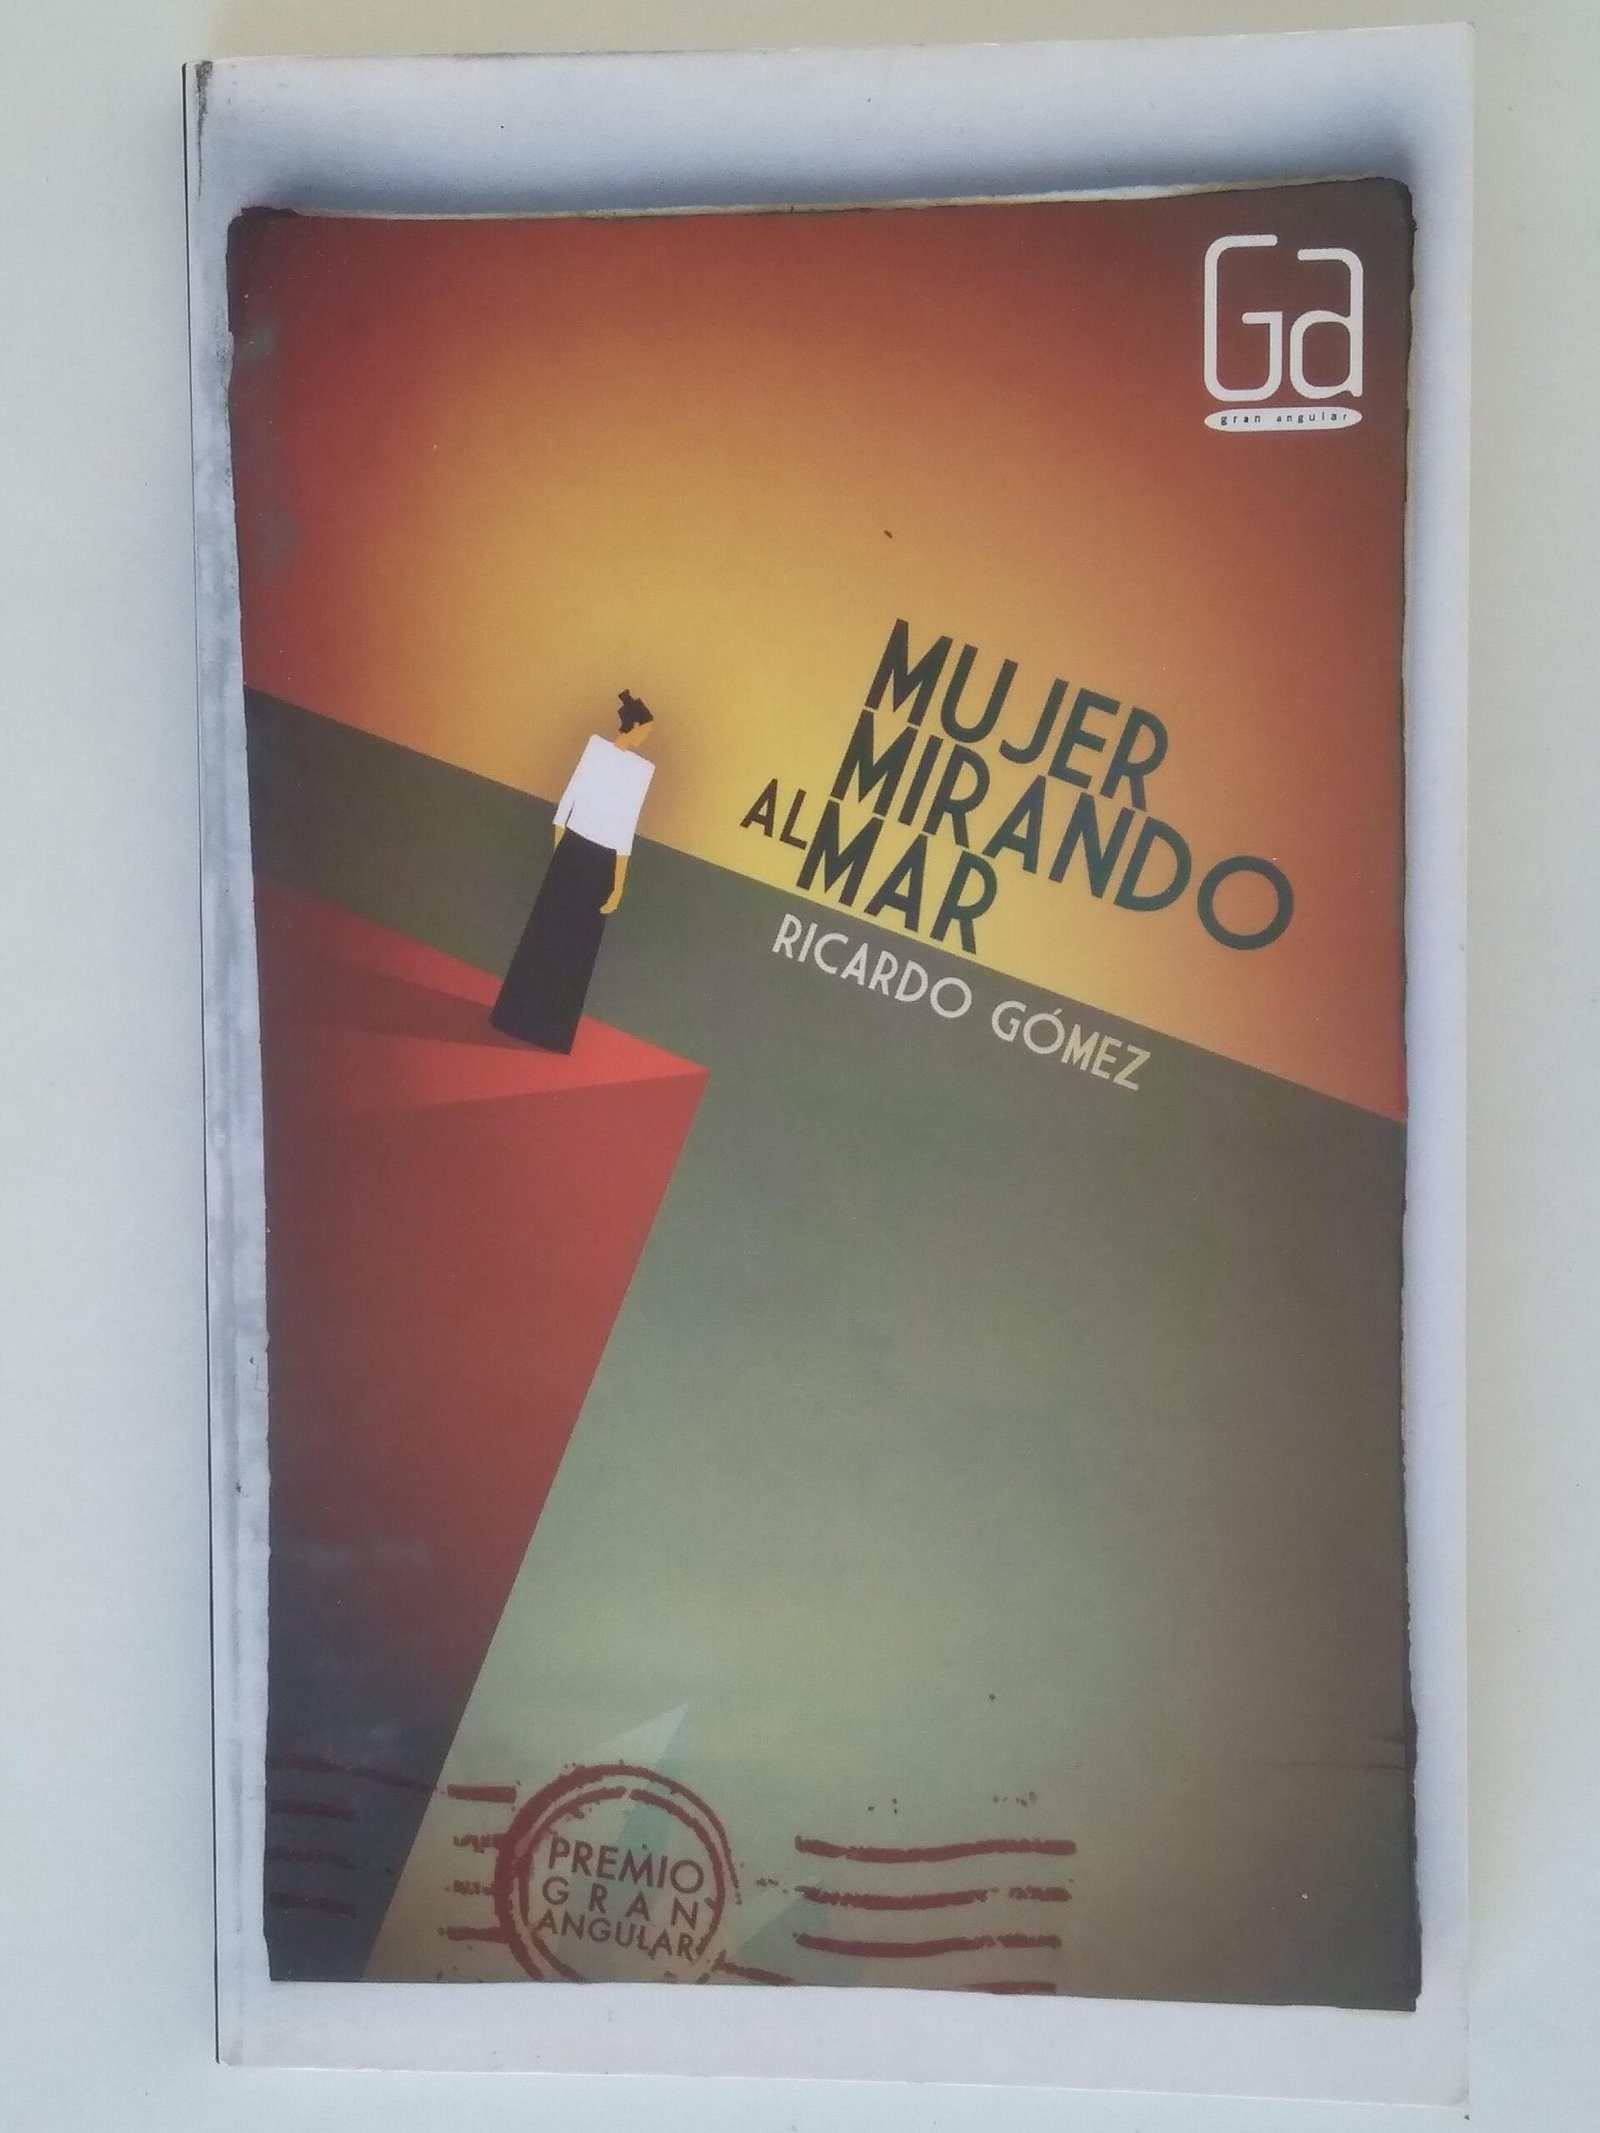 Ga
gran angular
MUJER
MIRANDO
AL MAR
RICARDO GÓMEZ
PREMIO
GRAN
ANGULAR